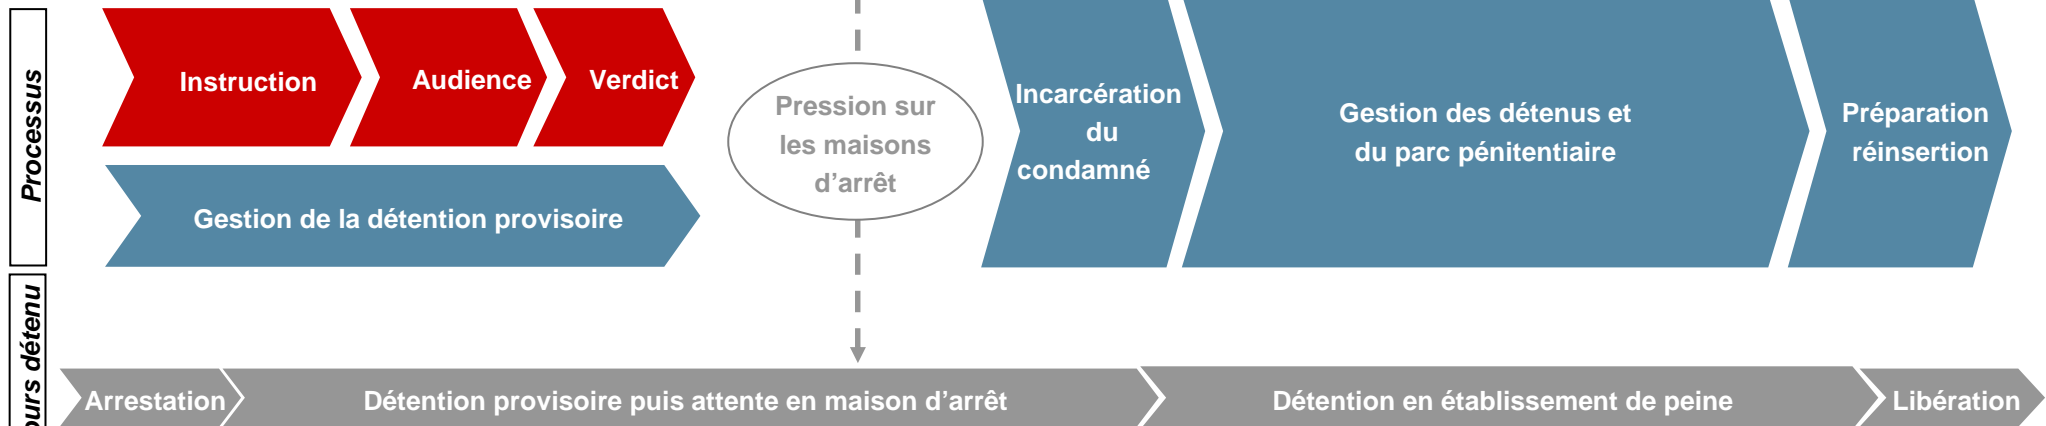 Processus
Instruction
Audience
Verdict
Gestion de la détention provisoire
Pression sur
les maisons
d’arrêt
Incarcération
du
condamné
Gestion des détenus et
du parc pénitentiaire
Préparation
réinsertion
détenu
Arrestation
Détention provisoire puis attente en maison d’arrêt
Détention en établissement de peine
Libération